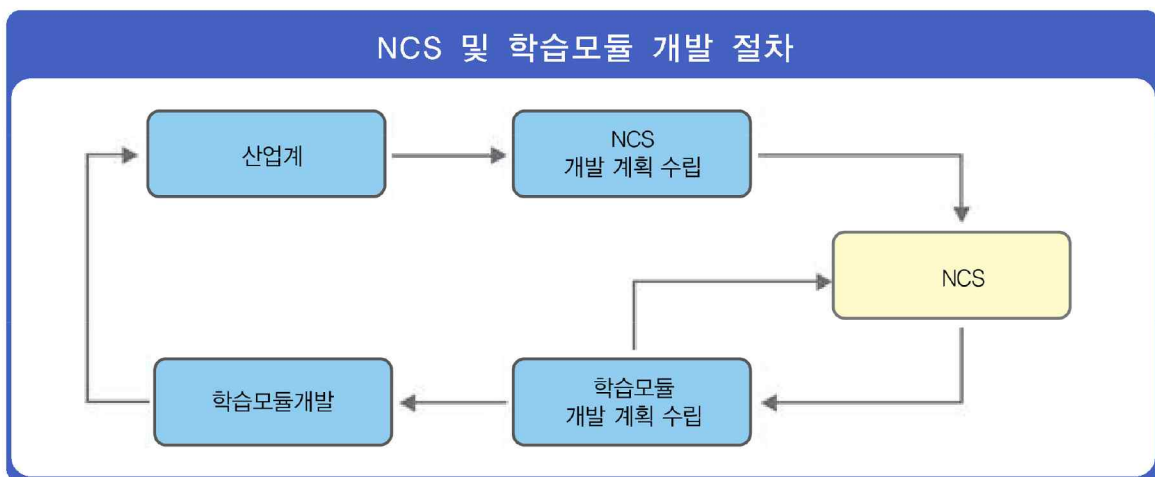 NCS 및 학습모듈 개발 절차
산업계
NCS
개발 계획 수립
NCS
학습모듈개발
학습모듈
개발 계획 수립